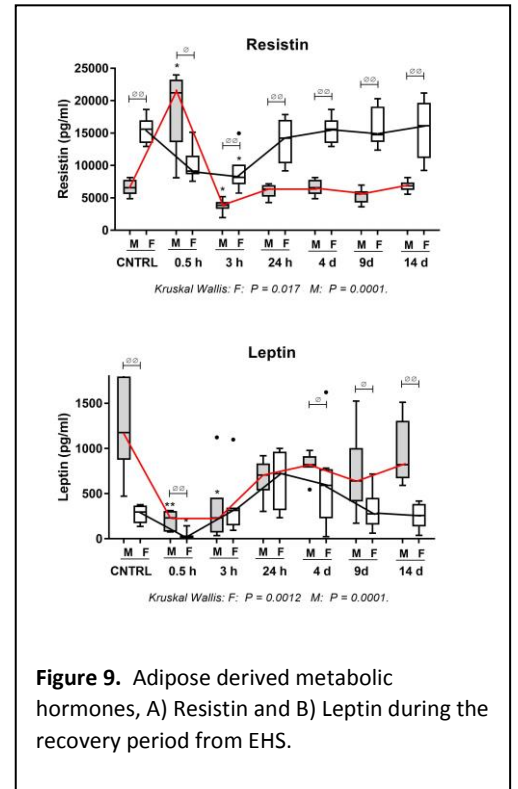 Resistin
∅
∅∅ * ∅∅ ∅∅ ∅∅ ∅∅
∅∅
*
*
25000
20000
15000
10000
5000
0
Resistin (pg/ml)
M F M F M F M F M F M F M F
CNTRL 0.5 h 3 h 24 h 4 d 9d 14 d
Kruskal Wallis: F: P = 0.017 M: P = 0.0001.
Leptin
∅∅ ∅ ∅ ∅∅
∅∅
** * *
1500
1000
500
0
Leptin (pg/ml)
M F M F M F M F M F M F M F
CNTRL 0.5 h 3 h 24 h 4 d 9d 14 d
Kruskal Wallis: F: P = 0.0012 M: P = 0.0001.
Figure 9. Adipose derived metabolic
hormones, A) Resistin and B) Leptin during the
recovery period from EHS.